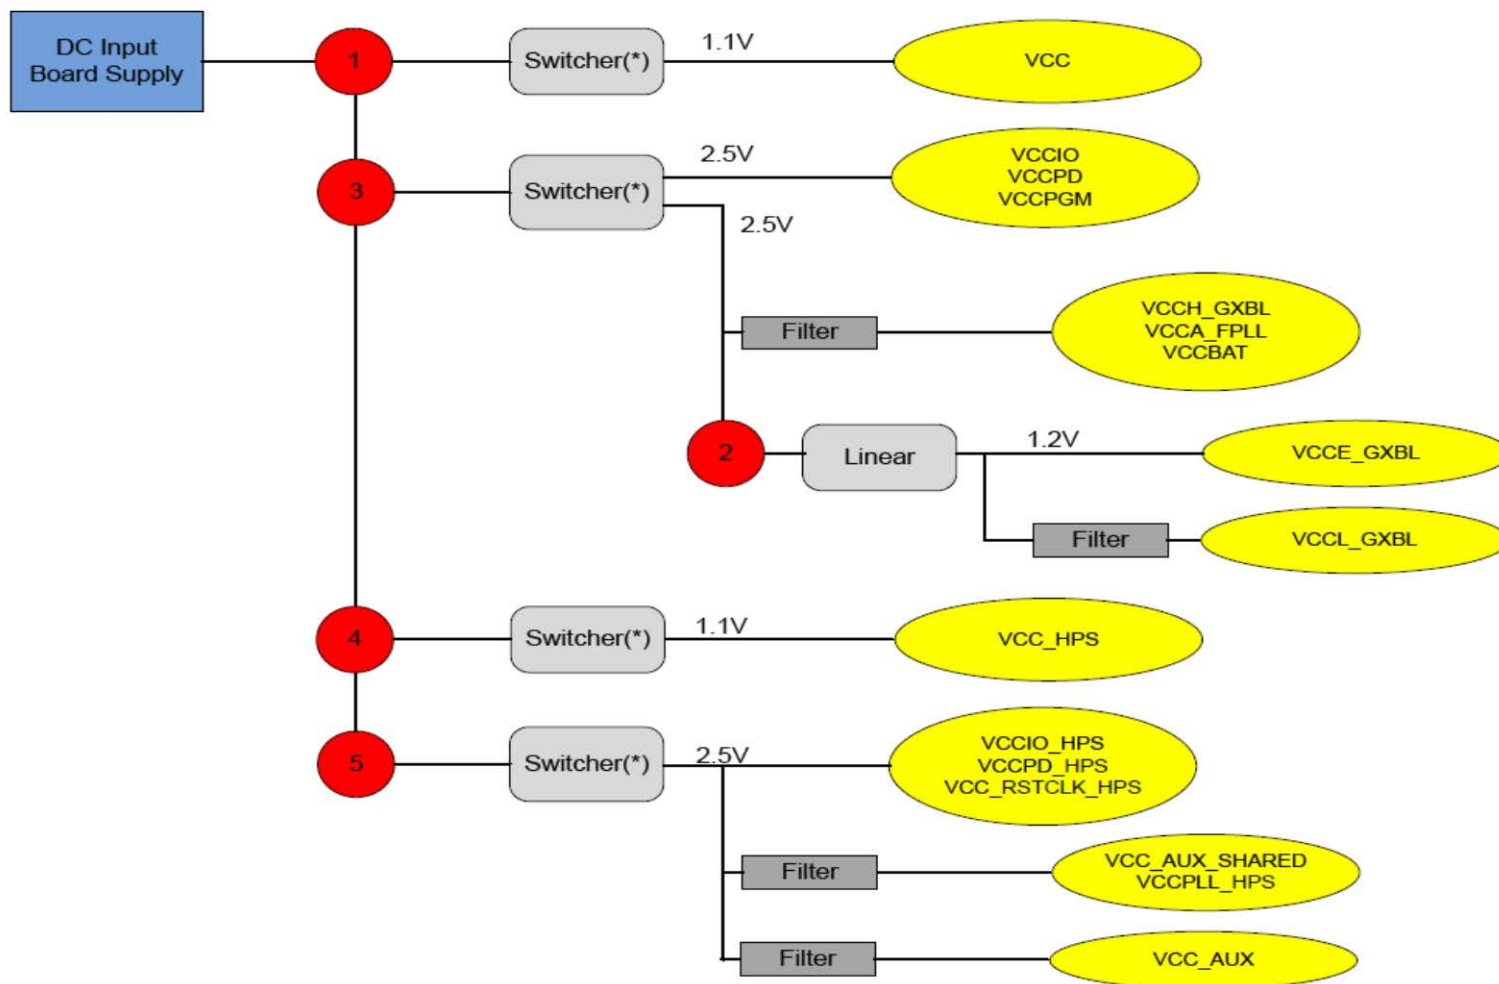 DC Input
Board Supply
1
Switcher(*)
1.1V
VCC
3
Switcher(*)
2.5V
VCCIO
VCCPD
VCCPGM
2.5V
Filter
VCCH_GXBL
VCCA_FPLL
VCCBAT
2
Linear
1.2V
VCCE_GXBL
Filter
VCCL_GXBL
4
Switcher(*)
1.1V
VCC_HPS
5
Switcher(*)
2.5V
VCCIO_HPS
VCCPD_HPS
VCC_RSTCLK_HPS
Filter
VCC_AUX_SHARED
VCCPLL_HPS
Filter
VCC_AUX